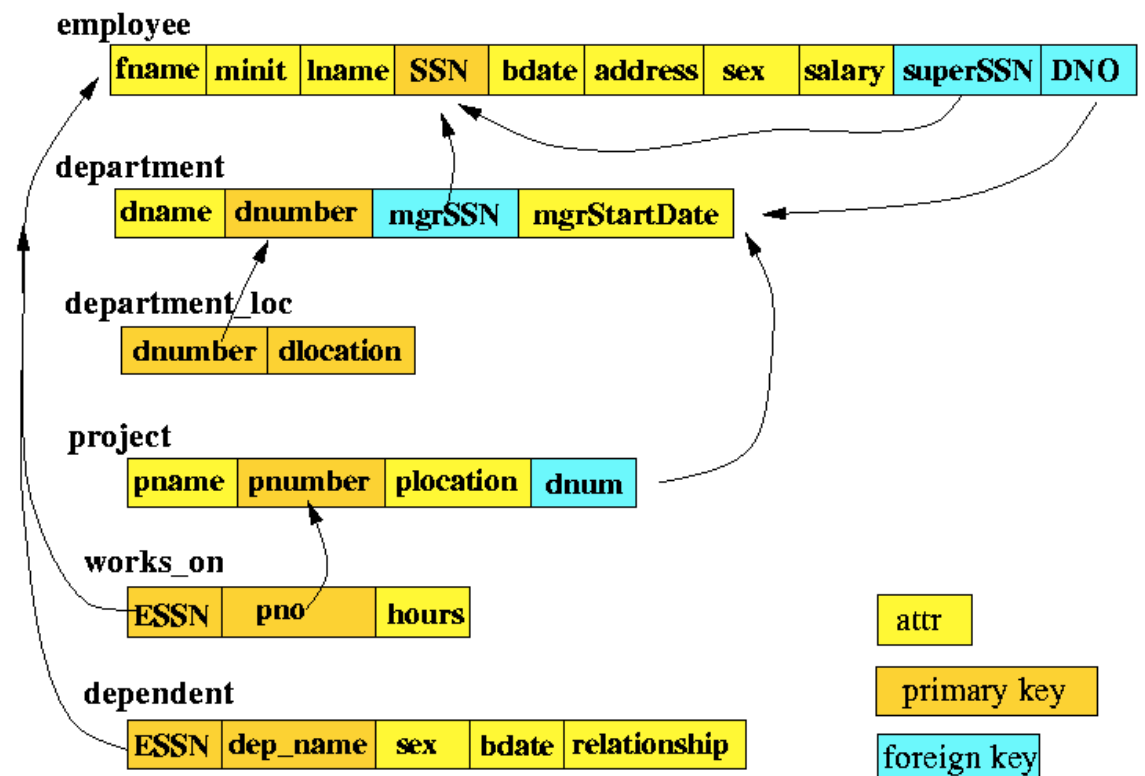 employee
fname minit lname SSN bdate address sex salary superSSN DNO
department
dname dnumber mgrSSN mgrStartDate
department_loc
dnumber dlocation
project
pname pnumber plocation dnum
works_on
ESSN pno hours
attr
dependent
primary key
ESSN dep_name sex bdate relationship
foreign key